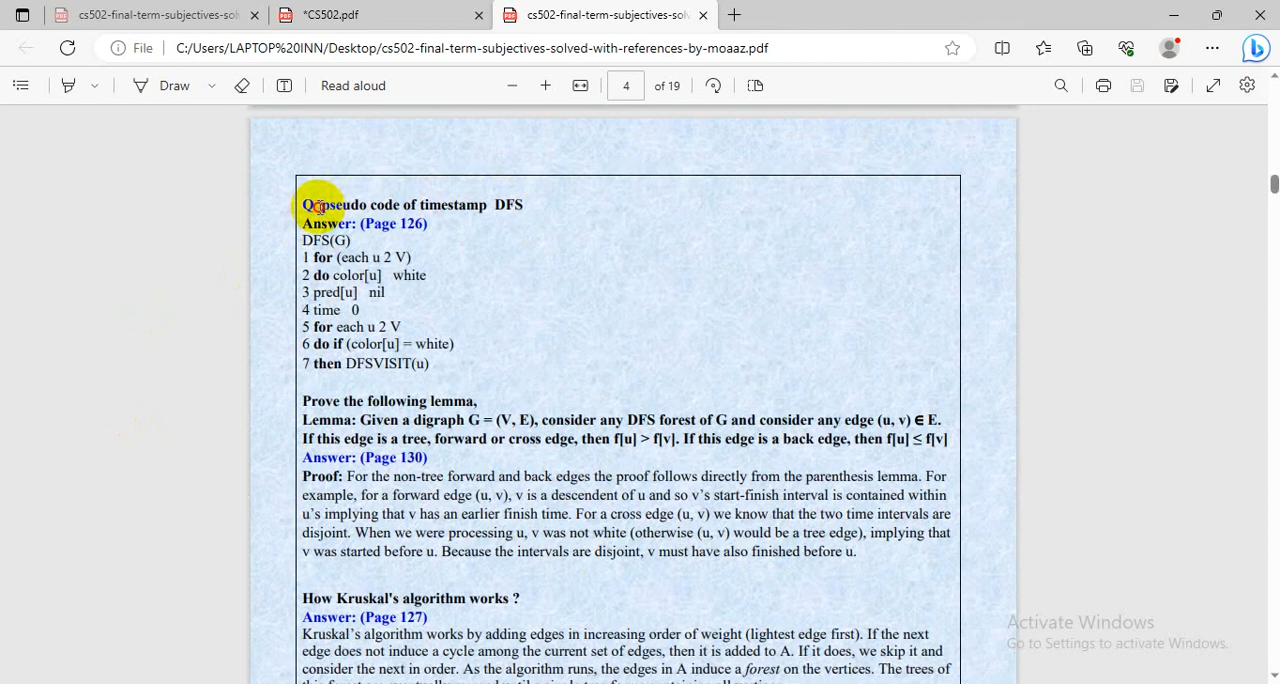 cs502-final-term-subjectives-sol
*CS502.pdf
cs502-final-term-subjectives-sol
File
C:/Users/LAPTOP%20INN/Desktop/cs502-final-term-subjectives-solved-with-references-by-moaaz.pdf
Draw
Read aloud
4
of 19
pseudo code of timestamp DFS
Answer: (Page 126)
DFS(G)
1 for (each u 2 V)
2 do color[u] white
3 pred[u] nil
4 time 0
5 for each u 2 V
6 do if (color[u] = white)
7 then DFSVISIT(u)
Prove the following lemma,
Lemma: Given a digraph G = (V, E), consider any DFS forest of G and consider any edge (u, v) ∈ E.
If this edge is a tree, forward or cross edge, then f[u] > f[v]. If this edge is a back edge, then f[u] ≤ f[v]
Answer: (Page 130)
Proof: For the non-tree forward and back edges the proof follows directly from the parenthesis lemma. For
example, for a forward edge (u, v), v is a descendent of u and so v's start-finish interval is contained within
u's implying that v has an earlier finish time. For a cross edge (u, v) we know that the two time intervals are
disjoint. When we were processing u, v was not white (otherwise (u, v) would be a tree edge), implying that
v was started before u. Because the intervals are disjoint, v must have also finished before u.
How Kruskal's algorithm works ?
Answer: (Page 127)
Kruskal's algorithm works by adding edges in increasing order of weight (lightest edge first). If the next
edge does not induce a cycle among the current set of edges, then it is added to A. If it does, we skip it and
consider the next in order. As the algorithm runs, the edges in A induce a forest on the vertices. The trees of
Activate Windows
Go to Settings to activate Windows.